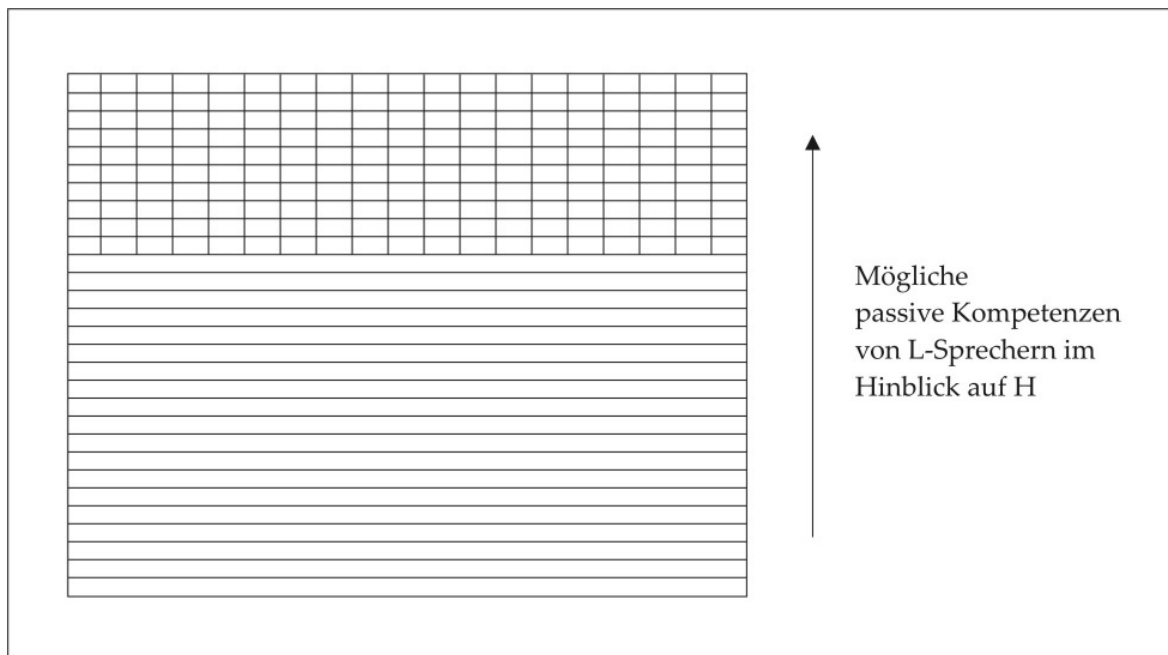 Mögliche
passive Kompetenzen
von L-Sprechern im
Hinblick auf H